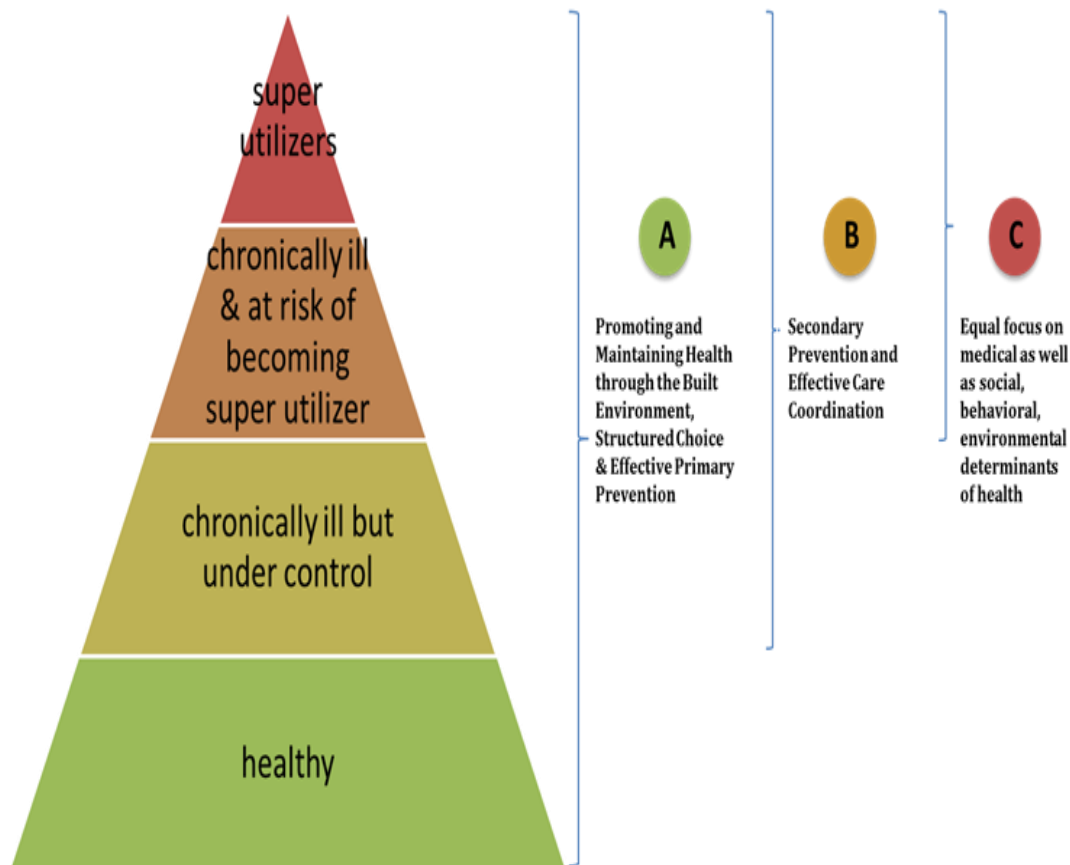 super
utilizers
chronically ill
& at risk of
becoming
super utilizer
chronically ill but
under control
healthy
A
Promoting and
Maintaining Health
through the Built
Environment,
Structured Choice
& Effective Primary
Prevention
B
Secondary
Prevention and
Effective Care
Coordination
C
Equal focus on
medical as well
as social,
behavioral,
environmental
determinants
of health